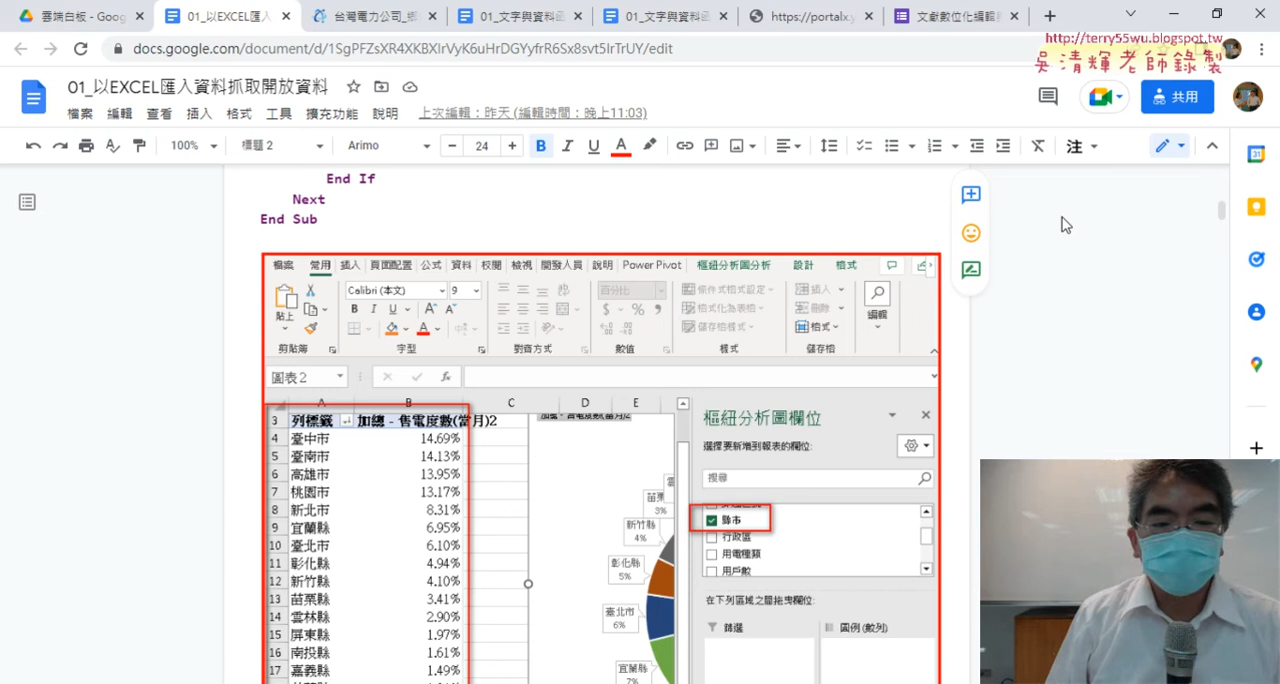 雲端白板 - Goog
01_以EXCEL匯入
台灣電力公司_鄉
01_文字與資料
01_文字與資料
https://portalx.y
文獻數位化編輯
docs.google.com/document/d/1SgPFZsXR4XKBXlrVyK6uHrDGYyfrR6Sx8svt5lrTrUY/edit
http://terry55wu.blogspot.tw
吳清輝老師錄製
01_以EXCEL匯入資料抓取開放資料
檔案 編輯 查看 插入 格式 工具 擴充功能 說明 上次編輯：昨天 (編輯時間：晚上11:03)
共用
100% 標題 2 Arimo 24 B I U A 注
End If
Next
End Sub
檔案 常用 插入 頁面配置 公式 資料 校閱 檢視 開發人員 說明 Power Pivot 樞紐分析圖分析 設計 格式
貼上 Calibri (本文) 9 百分比 條件式格式設定 插入
B I U 格式化為表格 刪除
儲存格樣式 格式 編輯
剪貼簿 字型 對齊方式 數值 樣式 儲存格
圖表 2
A B C D E
3 列標籤 加總 - 售電度數(當月)2
4 臺中市 14.69%
5 臺南市 14.13%
6 高雄市 13.95%
7 桃園市 13.17%
8 新北市 8.31%
9 宜蘭縣 6.95%
10 臺北市 6.10%
11 彰化縣 4.94%
12 新竹縣 4.10%
13 苗栗縣 3.41%
14 雲林縣 2.90%
15 屏東縣 1.97%
16 南投縣 1.61%
17 嘉義縣 1.49%
加總 - 售電度數(當月)2
苗栗
3%
新竹縣
4%
彰化縣
5%
臺北市
6%
宜蘭縣
7%
樞紐分析圖欄位
選擇要新增到報表的欄位:
搜尋
縣市
行政區
用電種類
用戶數
在下列區域之間拖曳欄位:
篩選 圖例 (數列)